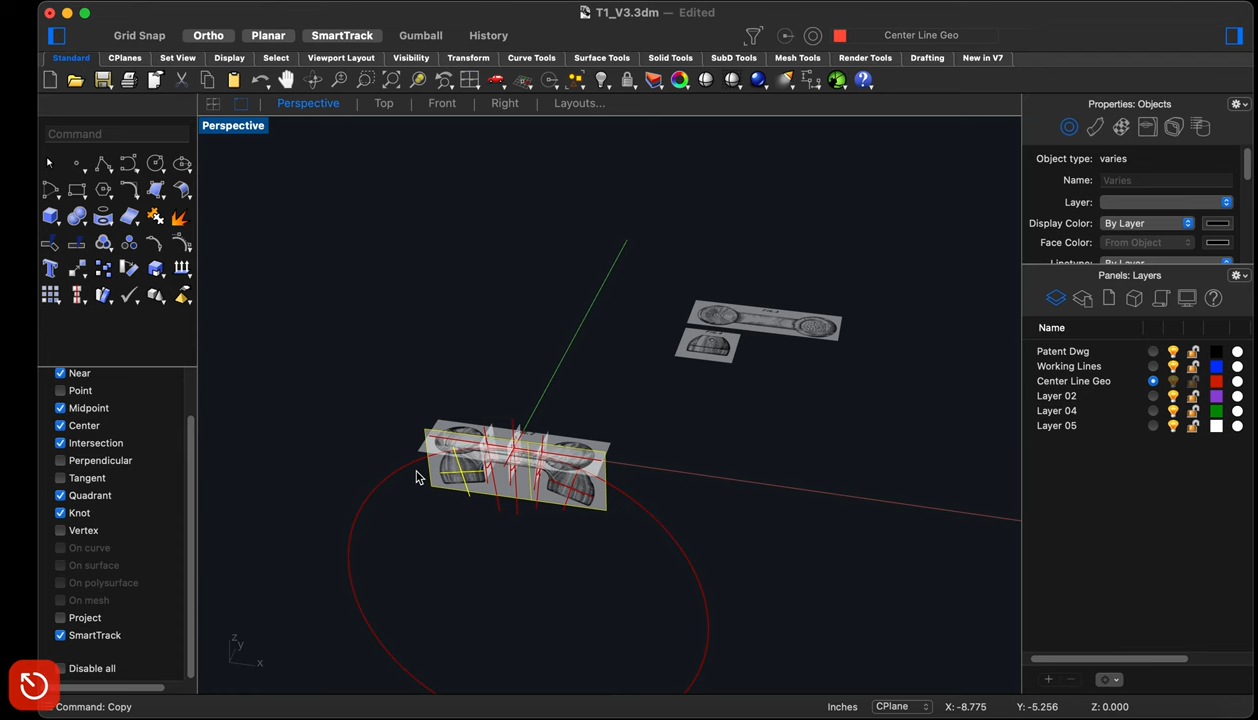 T1_V3.3dm — Edited
Grid Snap Ortho Planar SmartTrack Gumball History
Center Line Geo
Standard CPlanes Set View Display Select Viewport Layout Visibility Transform Curve Tools Surface Tools Solid Tools SubD Tools Mesh Tools Render Tools Drafting New in V7
Perspective | Top | Front | Right | Layouts...
Perspective
Command
Near
Point
Midpoint
Center
Intersection
Perpendicular
Tangent
Quadrant
Knot
Vertex
On curve
On surface
On polysurface
On mesh
Project
SmartTrack
Disable all
z
y
x
Properties: Objects
Object type: varies
Name: Varies
Layer:
Display Color: By Layer
Face Color: From Object
Panels: Layers
Name
Patent Dwg
Working Lines
Center Line Geo
Layer 02
Layer 04
Layer 05
Command: Copy
Inches CPlane X: -8.775 Y: -5.256 Z: 0.000